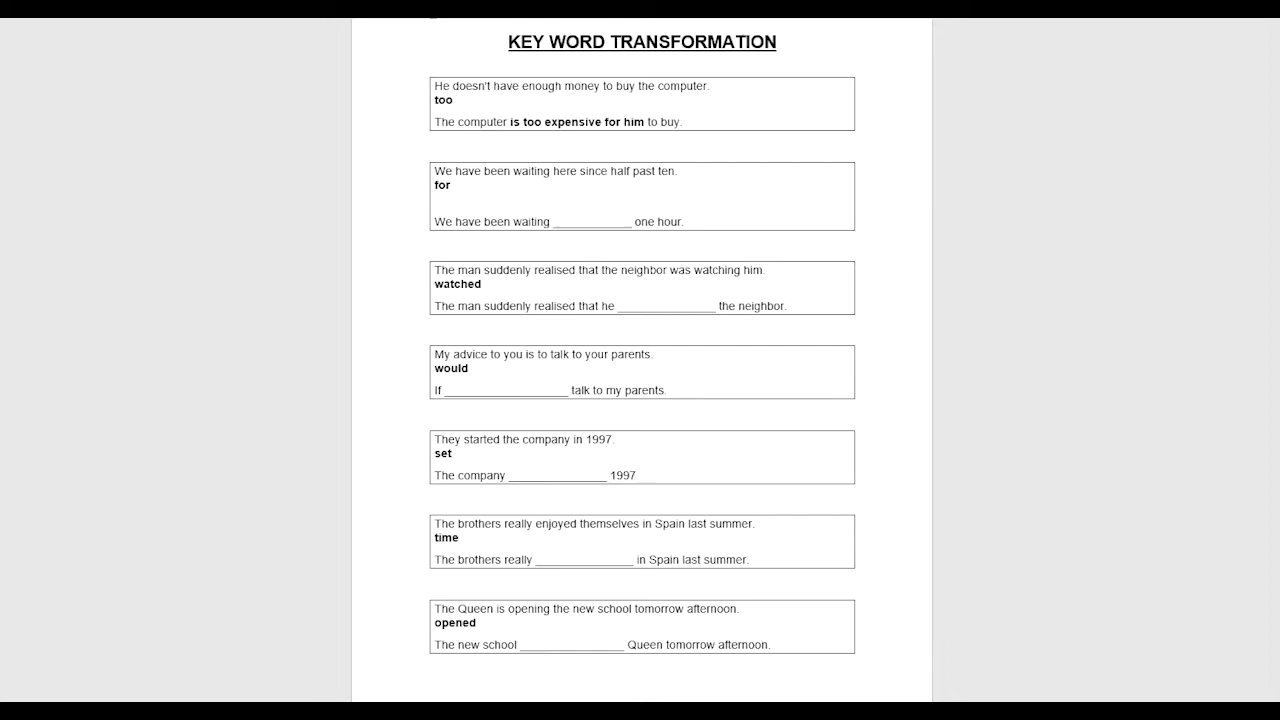 KEY WORD TRANSFORMATION
He doesn't have enough money to buy the computer.
too
The computer is too expensive for him to buy.
We have been waiting here since half past ten.
for
We have been waiting ____________ one hour.
The man suddenly realised that the neighbor was watching him.
watched
The man suddenly realised that he _______________ the neighbor.
My advice to you is to talk to your parents.
would
If ___________________ talk to my parents.
They started the company in 1997.
set
The company _______________ 1997
The brothers really enjoyed themselves in Spain last summer.
time
The brothers really _______________ in Spain last summer.
The Queen is opening the new school tomorrow afternoon.
opened
The new school ________________ Queen tomorrow afternoon.